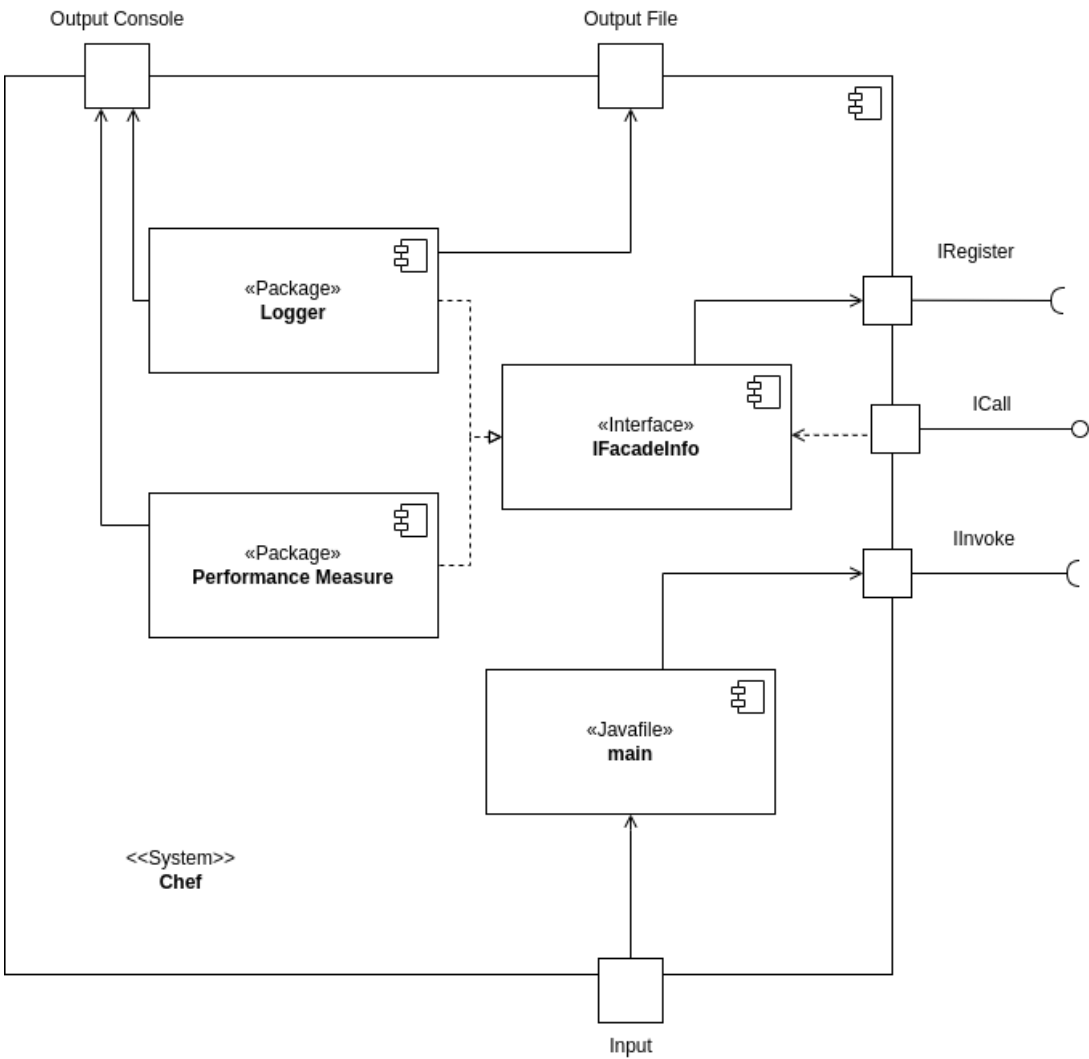 Output Console
Output File
IRegister
«Package»
Logger
ICall
«Interface»
IFacadeInfo
IInvoke
«Package»
Performance Measure
«Javafile»
main
<<System>>
Chef
Input